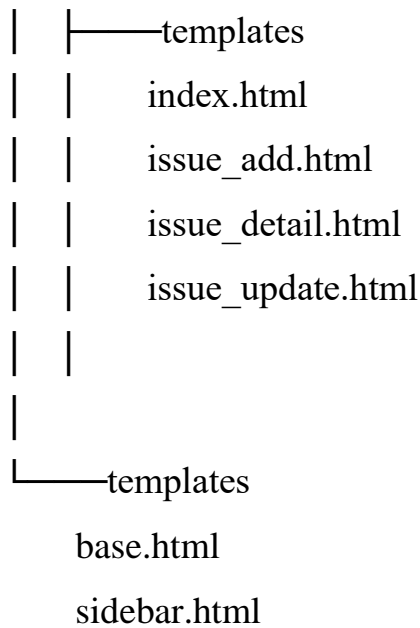 │   ├───templates
│   │       index.html
│   │       issue_add.html
│   │       issue_detail.html
│   │       issue_update.html
│   │
│
└───templates
        base.html
        sidebar.html